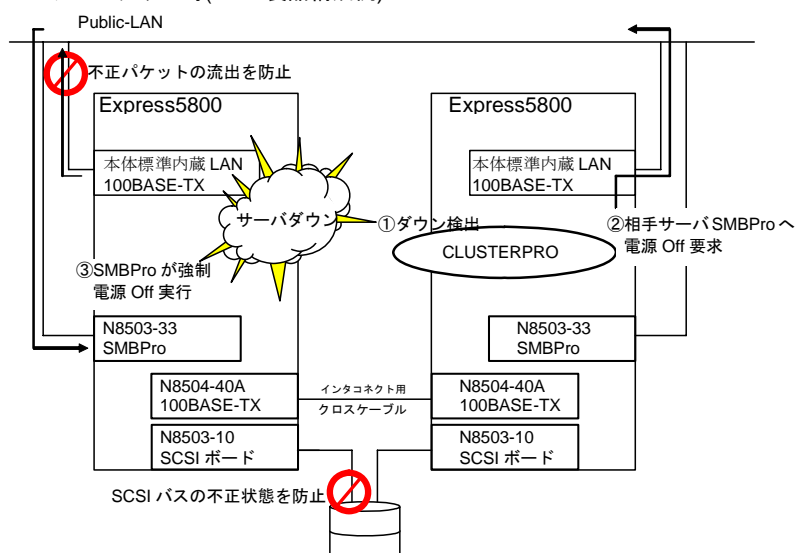 Public-LAN
不正パケットの流出を防止
Express5800
Express5800
本体標準内蔵 LAN
100BASE-TX
本体標準内蔵 LAN
100BASE-TX
サーバダウン
①ダウン検出
②相手サーバ SMBPro へ
電源 Off 要求
CLUSTERPRO
③SMBPro が強制
電源 Off 実行
N8503-33
SMBPro
N8503-33
SMBPro
N8504-40A
100BASE-TX
インタコネクト用
クロスケーブル
N8504-40A
100BASE-TX
N8503-10
SCSI ボード
N8503-10
SCSI ボード
SCSI バスの不正状態を防止